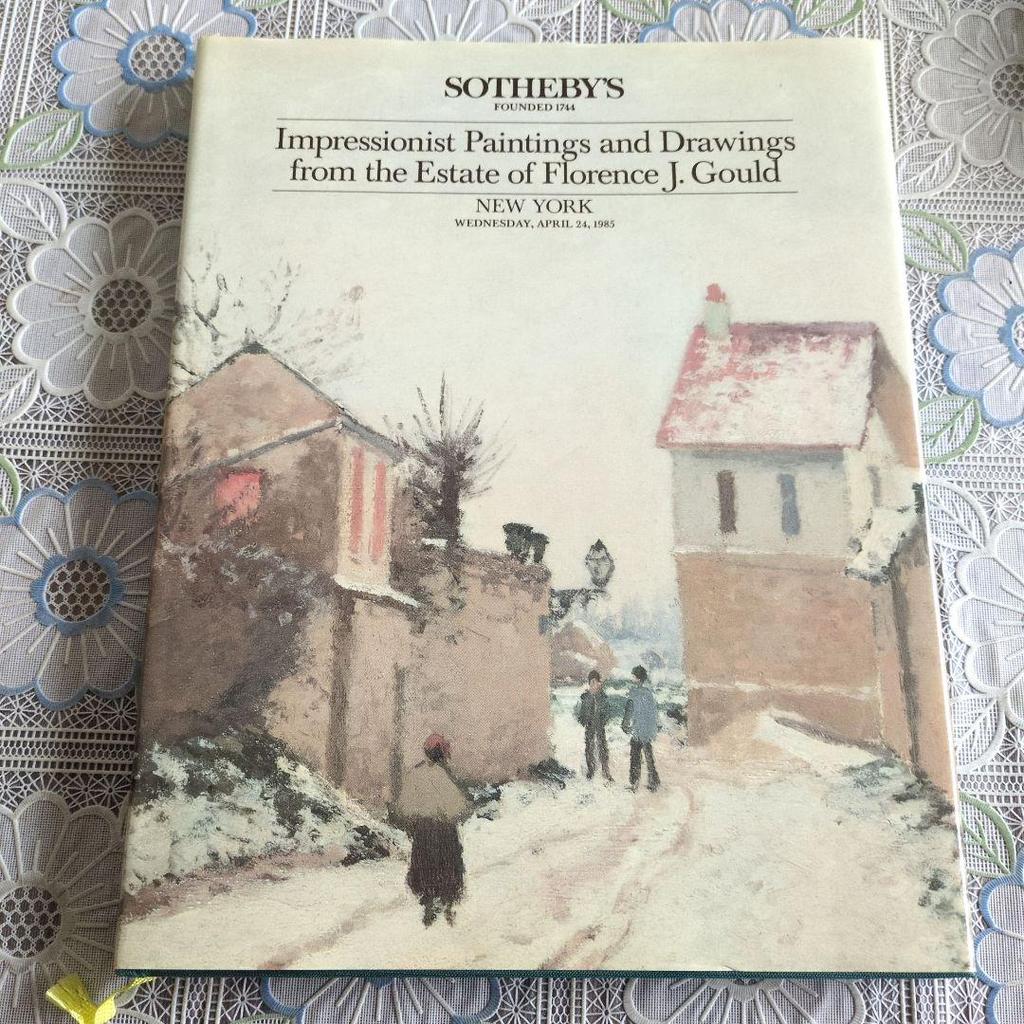 SOTHEBY'S
FOUNDED 1744
Impressionist Paintings and Drawings
from the Estate of Florence J. Gould
NEW YORK
WEDNESDAY, APRIL 24, 1985